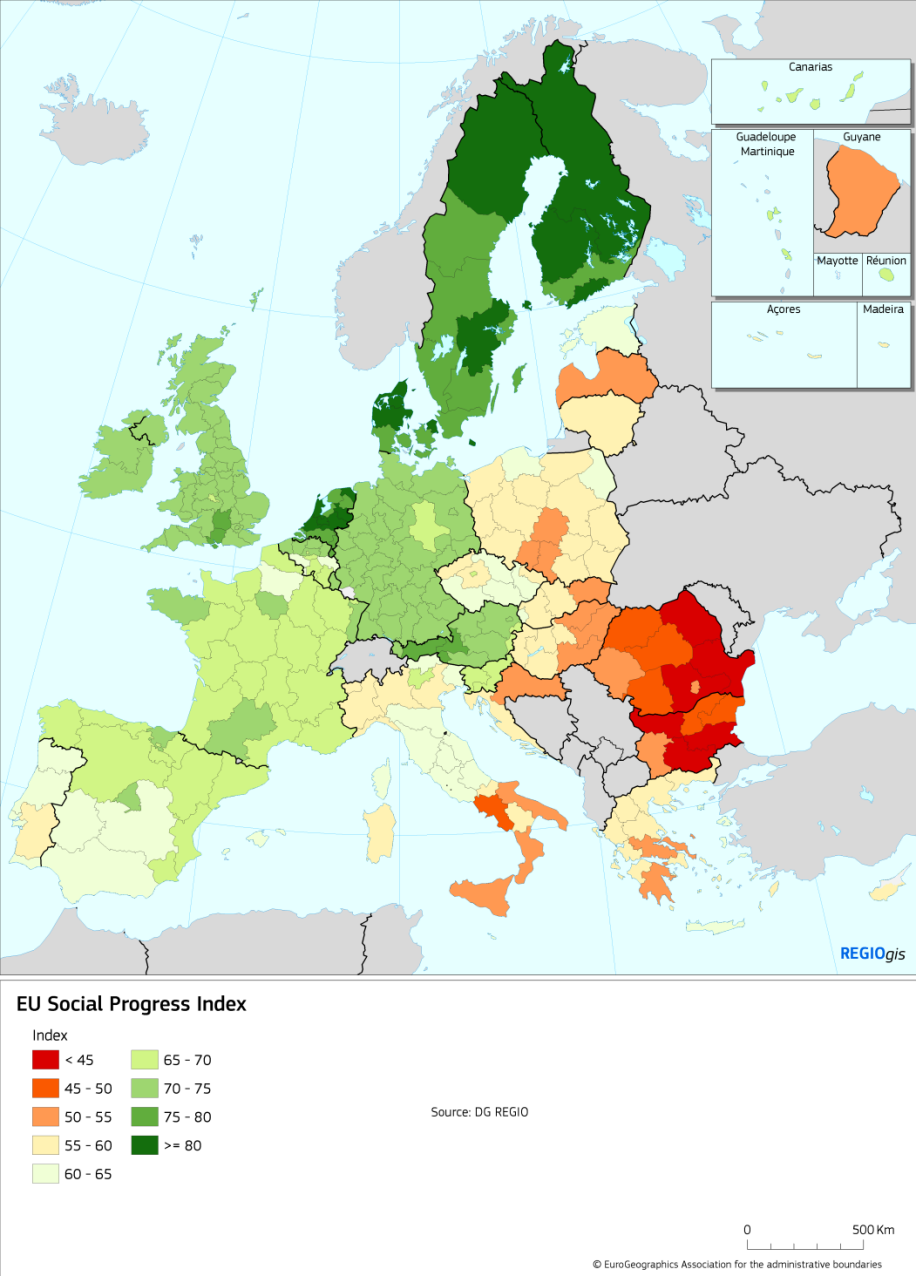 Canarias
Guadeloupe
Martinique
Guyane
Mayotte
Réunion
Açores
Madeira
REGIOgis
EU Social Progress Index
Index
< 45
45 - 50
50 - 55
55 - 60
60 - 65
65 - 70
70 - 75
75 - 80
>= 80
Source: DG REGIO
0 500 Km
© EuroGeographics Association for the administrative boundaries